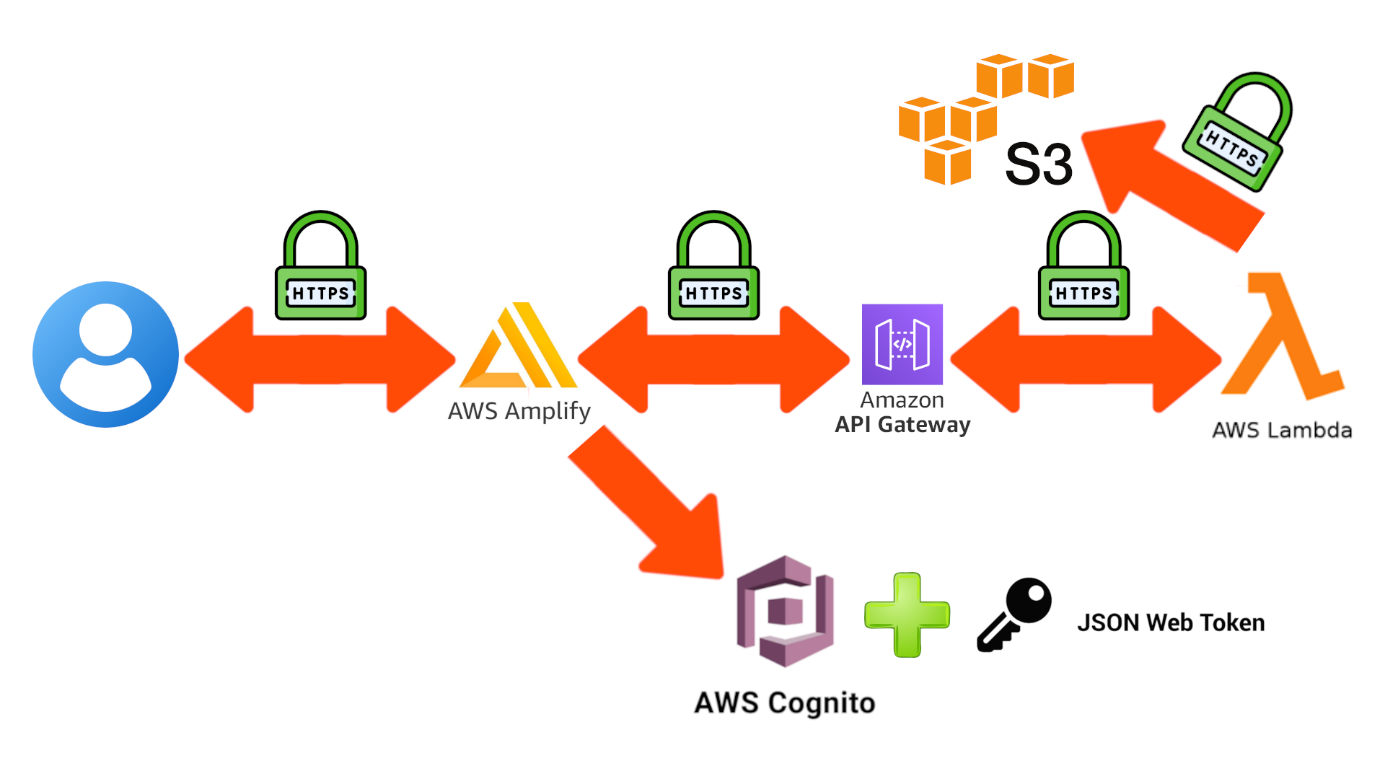 S3
HTTPS
HTTPS
HTTPS
HTTPS
AWS Amplify
Amazon
API Gateway
AWS Lambda
JSON Web Token
AWS Cognito